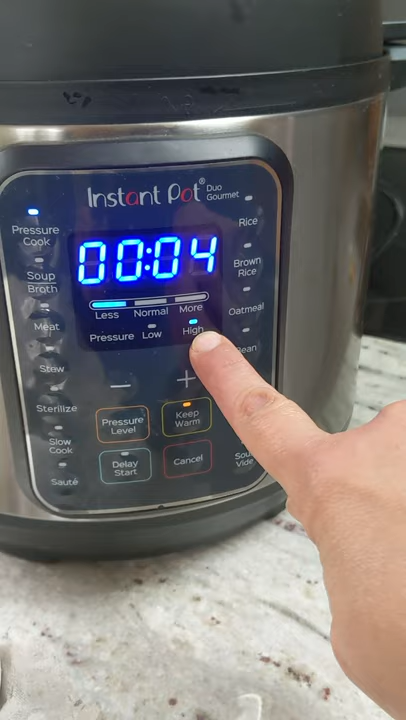 Instant Pot® Duo
Gourmet
Pressure
Cook
Rice
00:04
Soup
Broth
Brown
Rice
Less Normal More
Meat
Oatmeal
Pressure Low High
Stew
Sterilize
Pressure
Level
Keep
Warm
Slow
Cook
Delay
Start
Cancel
Sauté